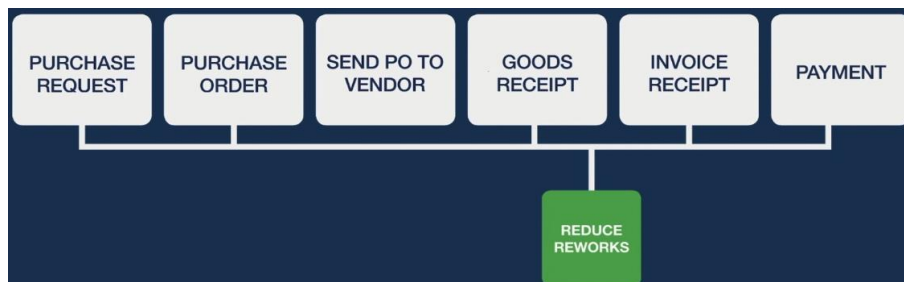 PURCHASE
REQUEST
PURCHASE
ORDER
SEND PO TO
VENDOR
GOODS
RECEIPT
INVOICE
RECEIPT
PAYMENT
REDUCE
REWORKS